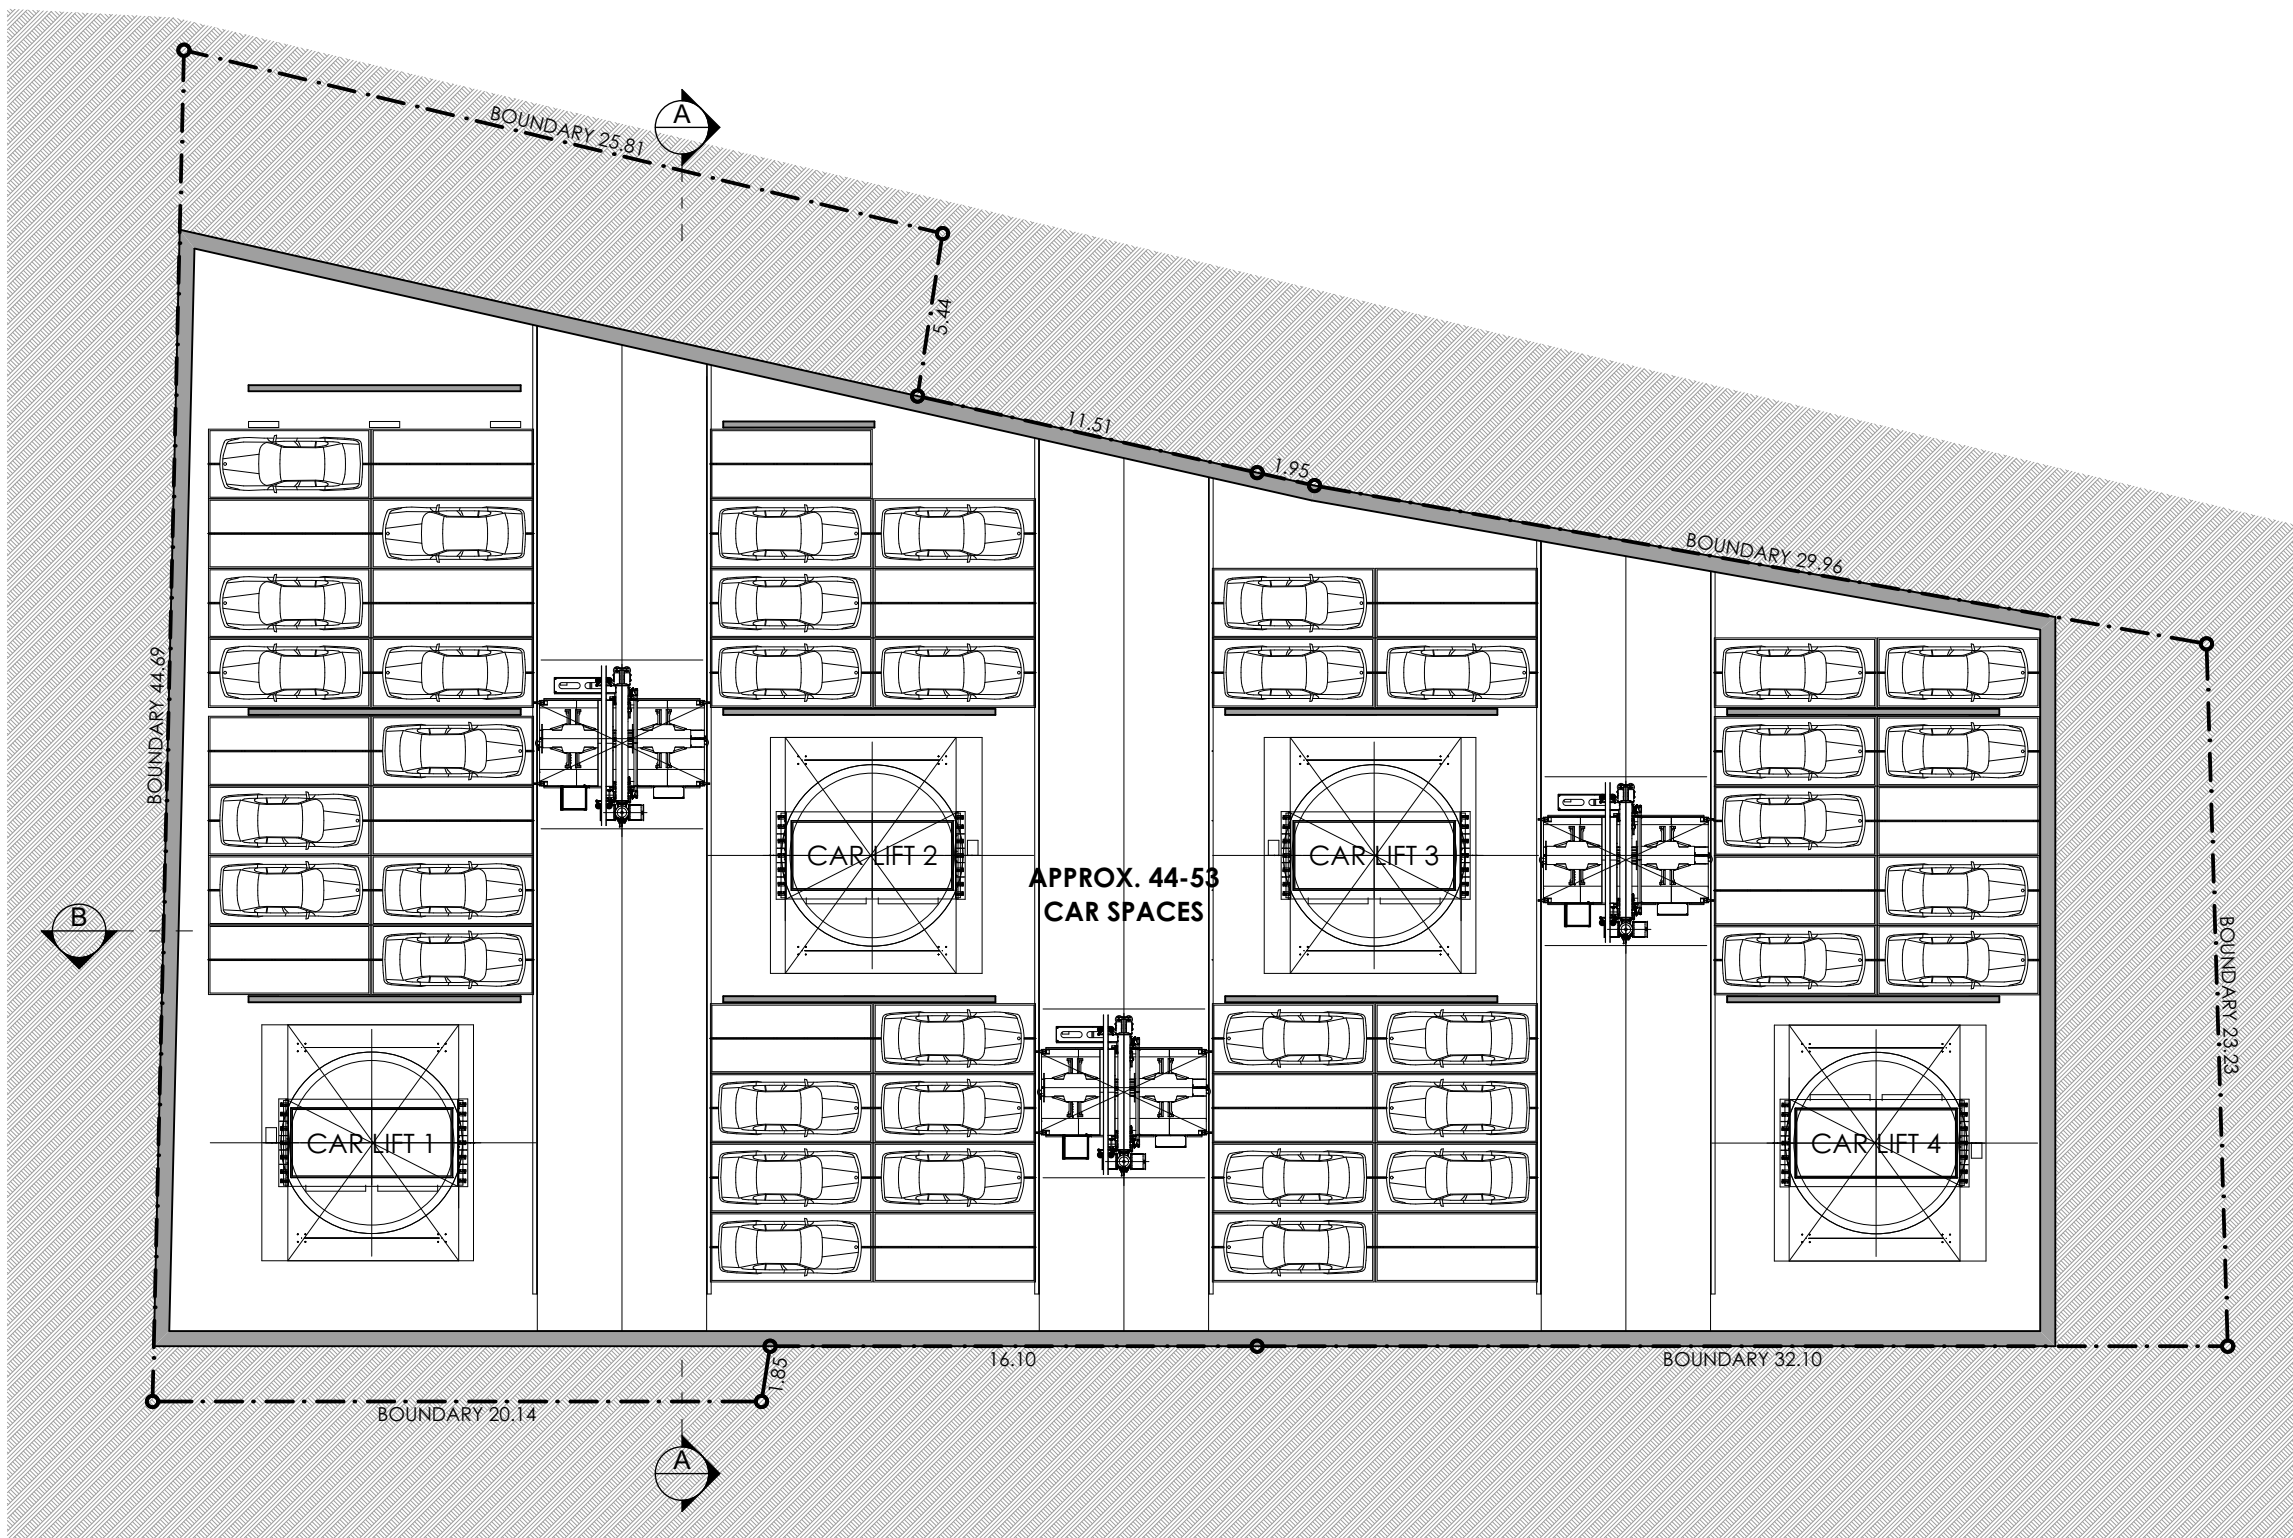 BOUNDARY 25.81
A
5.44
11.51
1.95
BOUNDARY 29.96
BOUNDARY 44.69
CAR LIFT 2
CAR LIFT 3
APPROX. 44-53
CAR SPACES
B
BOUNDARY 23.23
CAR LIFT 1
CAR LIFT 4
1.85
16.10
BOUNDARY 32.10
BOUNDARY 20.14
A